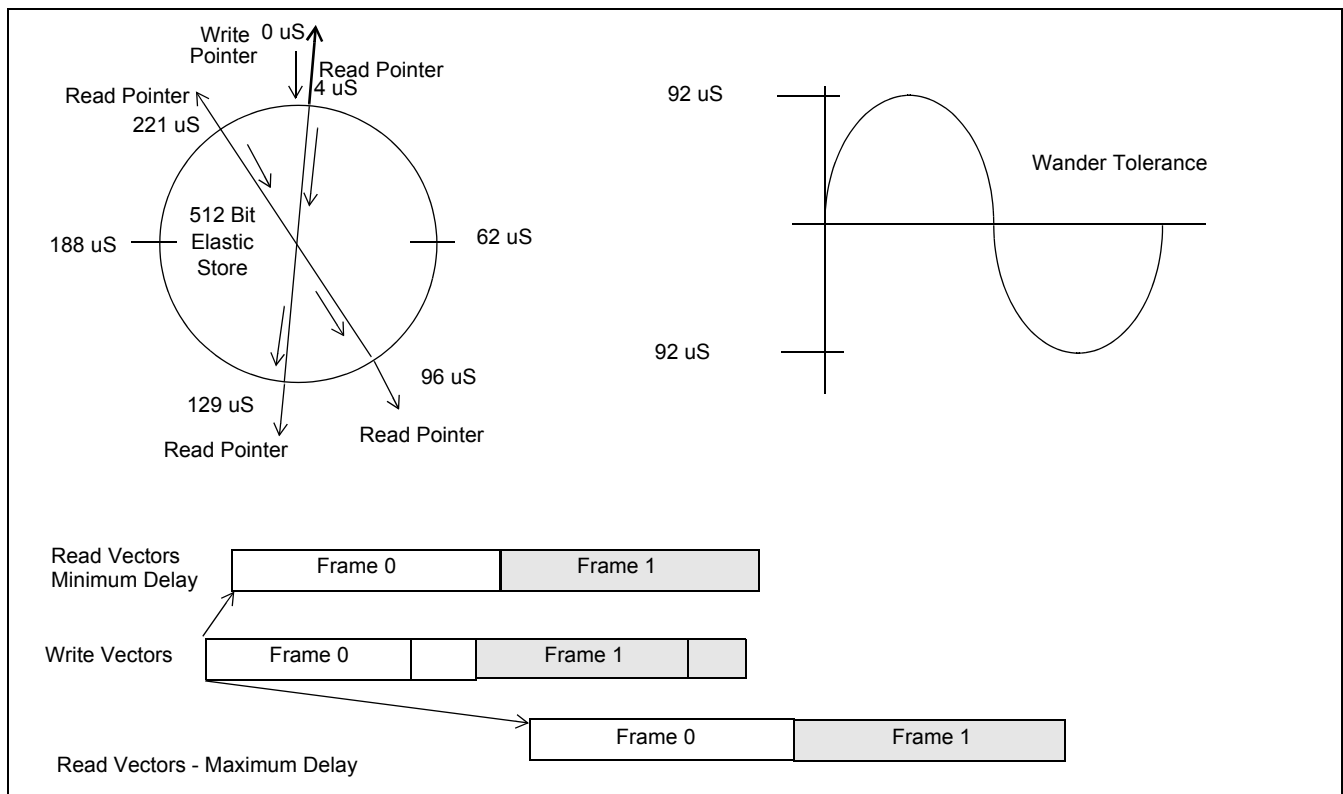 Write
Pointer
0 uS
Read Pointer
4 uS
Read Pointer
221 uS
512 Bit
Elastic
Store
188 uS
62 uS
96 uS
129 uS
Read Pointer
Read Pointer
92 uS
Wander Tolerance
92 uS
Read Vectors
Minimum Delay
Frame 0
Frame 1
Write Vectors
Frame 0
Frame 1
Frame 0
Frame 1
Read Vectors - Maximum Delay